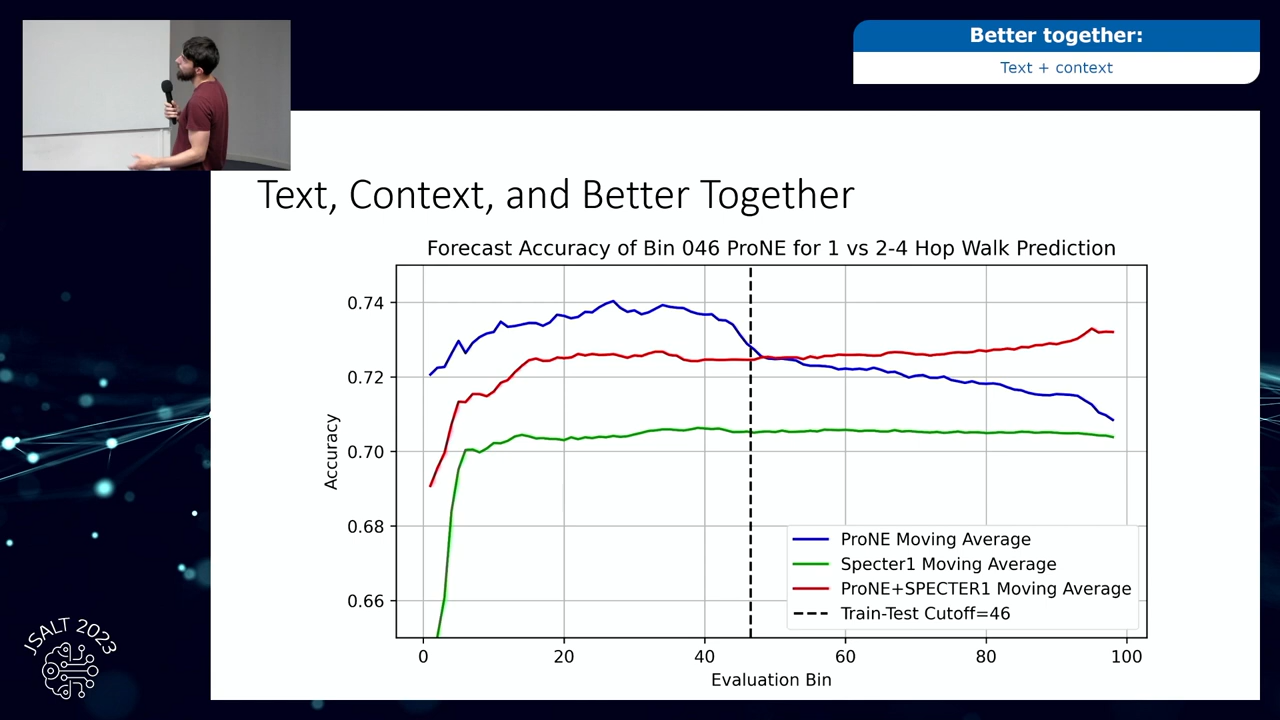 Better together:
Text + context
Text, Context, and Better Together
Forecast Accuracy of Bin 046 ProNE for 1 vs 2-4 Hop Walk Prediction
0.74
0.72
0.70
0.68
0.66
Accuracy
ProNE Moving Average
Specter1 Moving Average
ProNE+SPECTER1 Moving Average
Train-Test Cutoff=46
0 20 40 60 80 100
Evaluation Bin
JSALT 2023